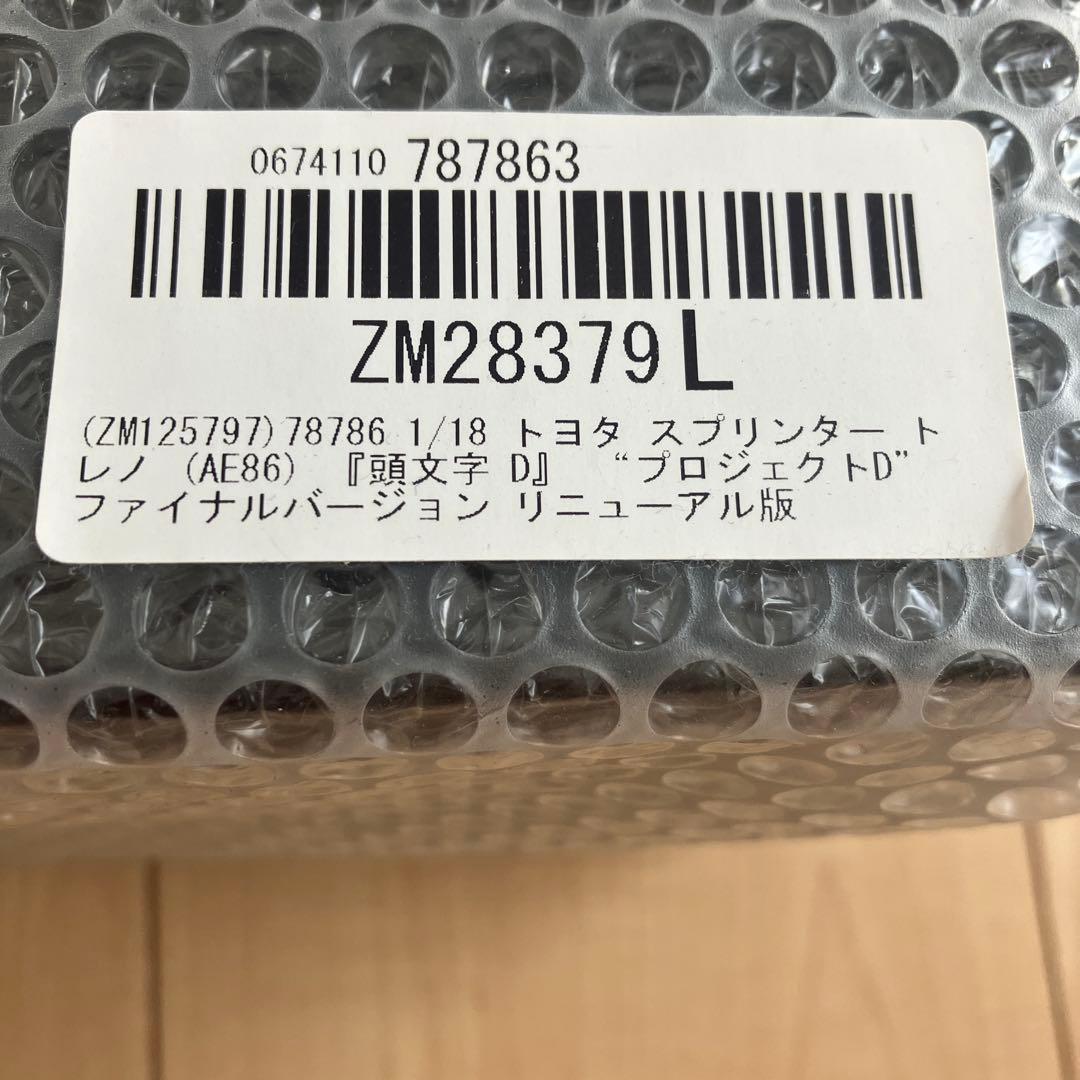 0674110 787863
ZM28379L
(ZM125797)78786 1/18 トヨタ スプリンター ト
レノ (AE86) 『頭文字 D』 “プロジェクトD”
ファイナルバージョン リニューアル版